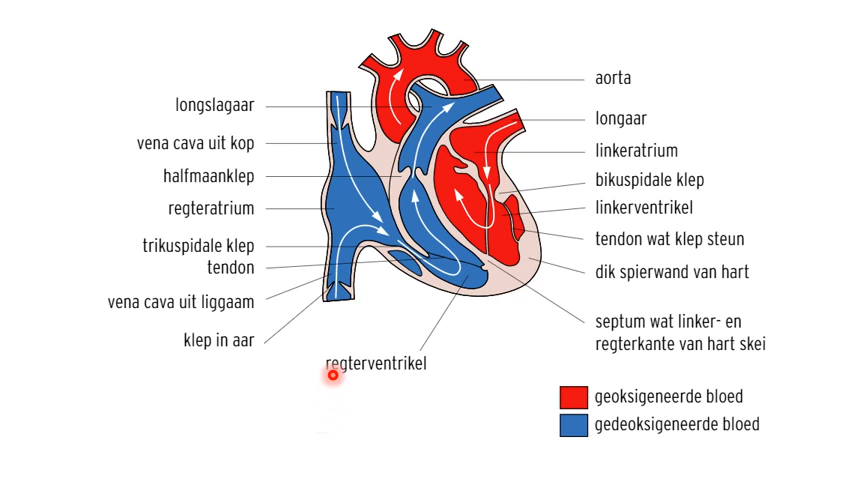 longslagaar
vena cava uit kop
halfmaanklep
regteratrium
trikuspidale klep
tendon
vena cava uit liggaam
klep in aar
regterventrikel
aorta
longaar
linkeratrium
bikuspidale klep
linkerventrikel
tendon wat klep steun
dik spierwand van hart
septum wat linker- en
regterkante van hart skei
geoksigeneerde bloed
gedeoksigeneerde bloed